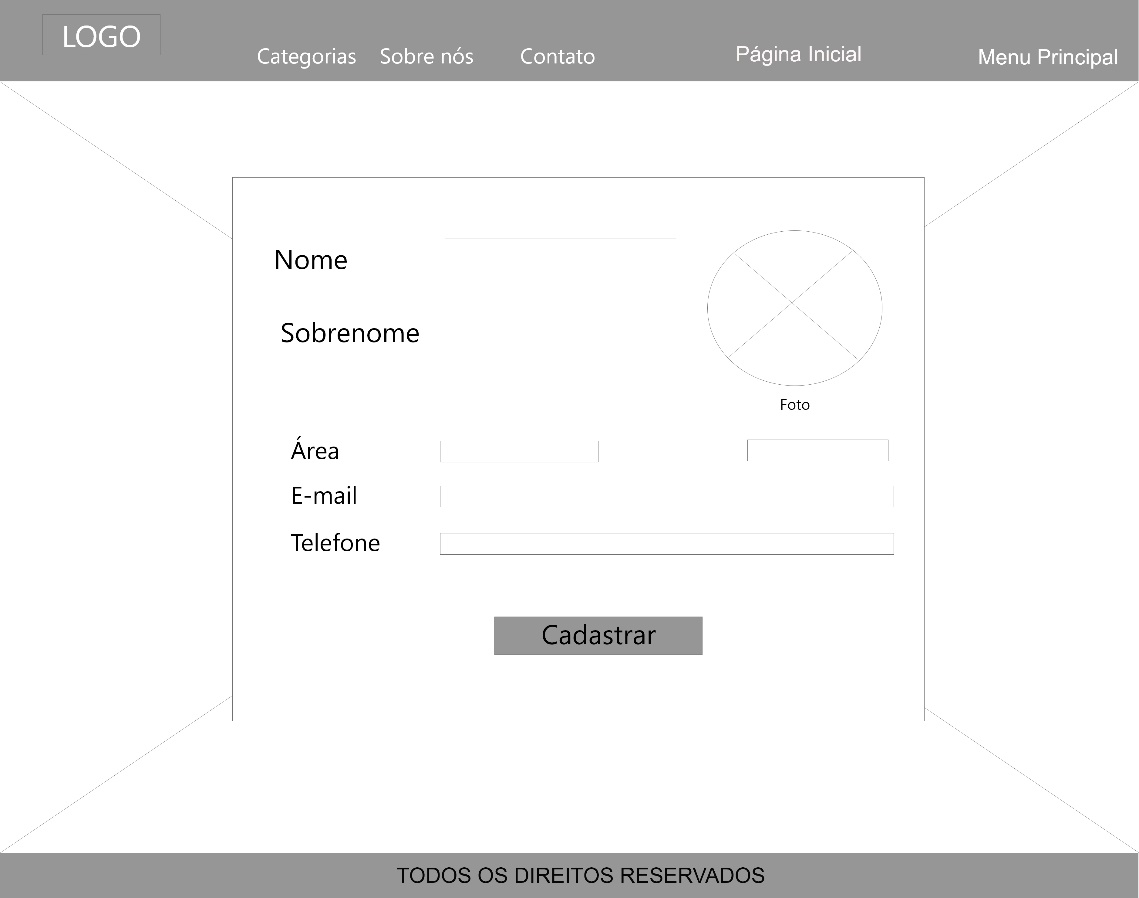 LOGO
Categorias Sobre nós Contato Página Inicial Menu Principal
Nome
Sobrenome
Foto
Área
E-mail
Telefone
Cadastrar
TODOS OS DIREITOS RESERVADOS